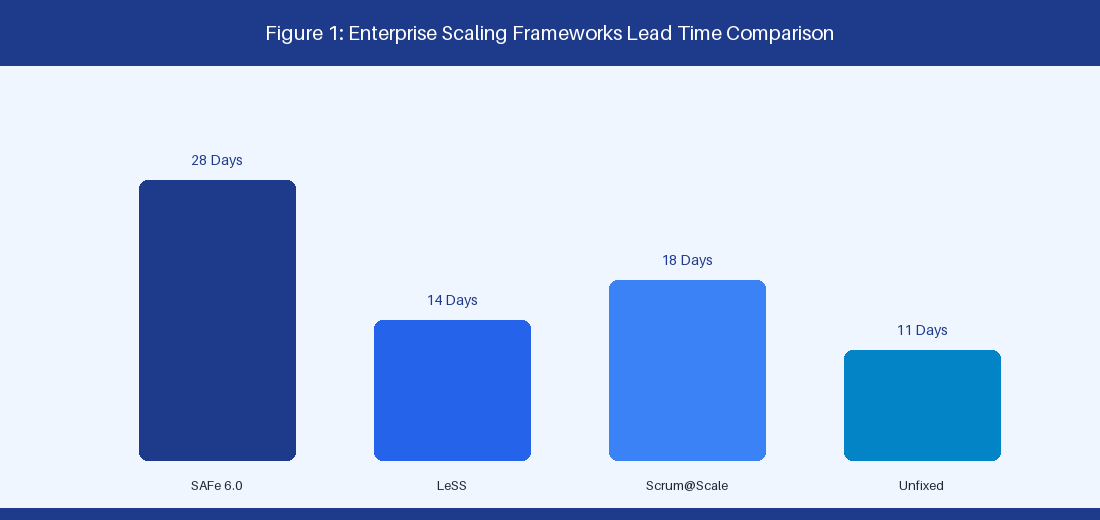 Figure 1: Enterprise Scaling Frameworks Lead Time Comparison
28 Days
14 Days
18 Days
11 Days
SAFe 6.0
LeSS
Scrum@Scale
Unfixed